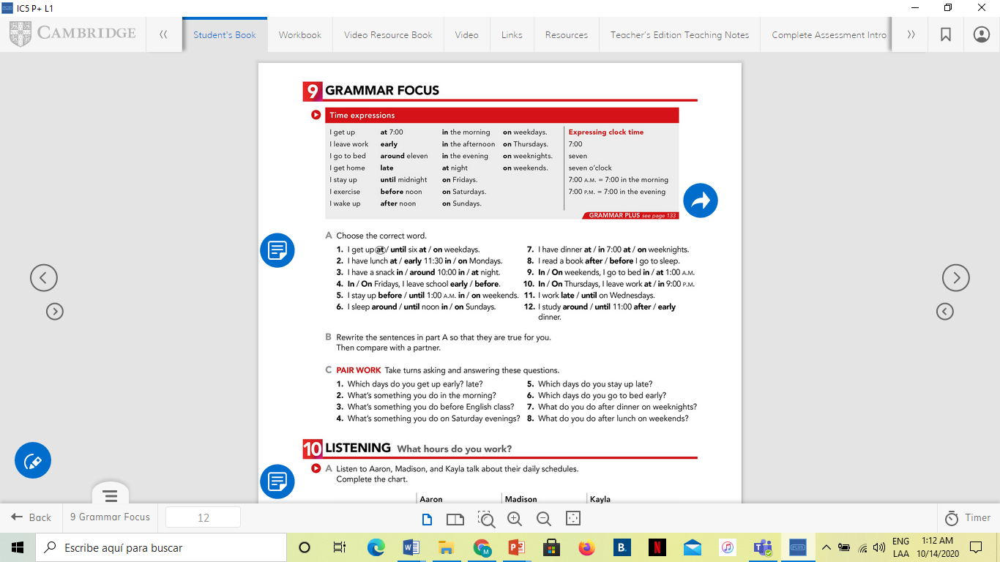 IC5 P+ L1
CAMBRIDGE
Student's Book
Workbook
Video Resource Book
Video
Links
Resources
Teacher's Edition Teaching Notes
Complete Assessment Intro
9 GRAMMAR FOCUS
Time expressions
I get up at 7:00 in the morning on weekdays. Expressing clock time
I leave work early in the afternoon on Thursdays. 7:00
I go to bed around eleven in the evening on weeknights. seven
I get home late at night on weekends. seven o'clock
I stay up until midnight on Fridays. 7:00 A.M. = 7:00 in the morning
I exercise before noon on Saturdays. 7:00 P.M. = 7:00 in the evening
I wake up after noon on Sundays.
GRAMMAR PLUS see page 133
A Choose the correct word.
1. I get up at / until six at / on weekdays.
2. I have lunch at / early 11:30 in / on Mondays.
3. I have a snack in / around 10:00 in / at night.
4. In / On Fridays, I leave school early / before.
5. I stay up before / until 1:00 A.M. in / on weekends.
6. I sleep around / until noon in / on Sundays.
7. I have dinner at / in 7:00 at / on weeknights.
8. I read a book after / before I go to sleep.
9. In / On weekends, I go to bed in / at 1:00 A.M.
10. In / On Thursdays, I leave work at / in 9:00 P.M.
11. I work late / until on Wednesdays.
12. I study around / until 11:00 after / early
dinner.
B Rewrite the sentences in part A so that they are true for you.
Then compare with a partner.
C PAIR WORK Take turns asking and answering these questions.
1. Which days do you get up early? late?
2. What's something you do in the morning?
3. What's something you do before English class?
4. What's something you do on Saturday evenings?
5. Which days do you stay up late?
6. Which days do you go to bed early?
7. What do you do after dinner on weeknights?
8. What do you do after lunch on weekends?
10 LISTENING What hours do you work?
A Listen to Aaron, Madison, and Kayla talk about their daily schedules.
Complete the chart.
Aaron Madison Kayla
Back
9 Grammar Focus
12
Timer
Escribe aquí para buscar
B.
N
PLUS
ENG
LAA
1:12 AM
10/14/2020